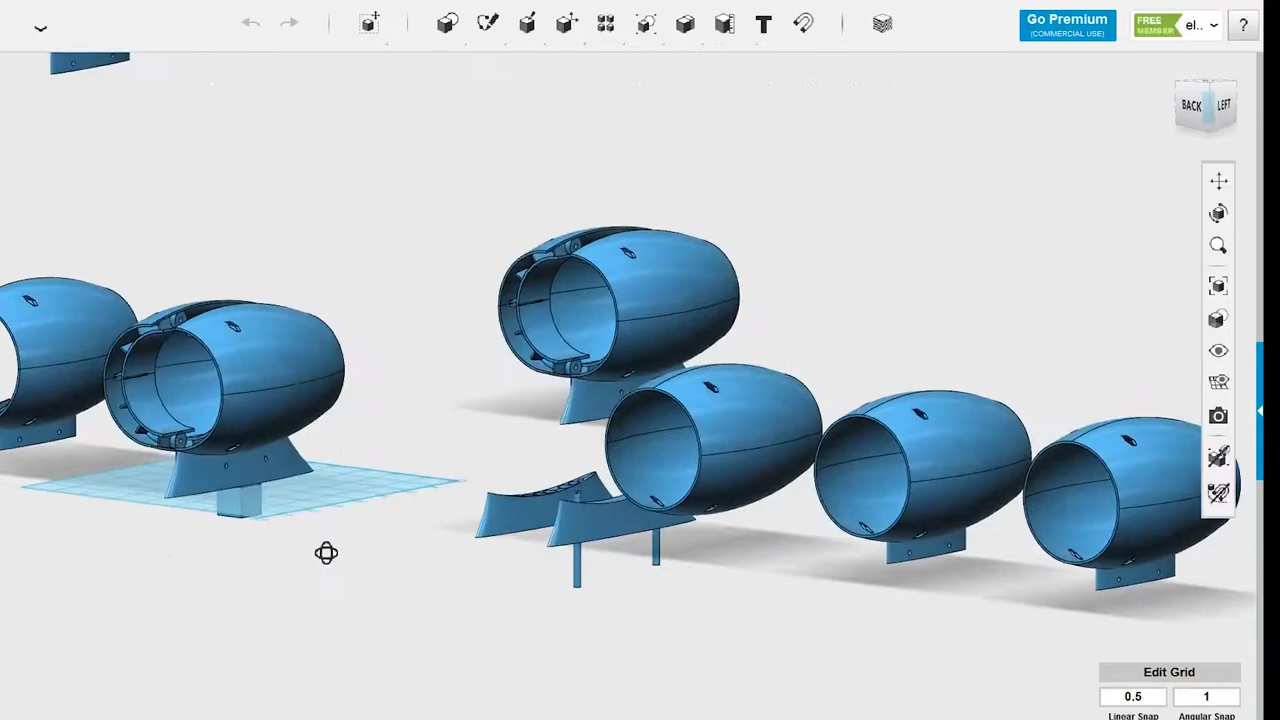 Go Premium
(COMMERCIAL USE)
FREE
MEMBER
el..
?
BACK
LEFT
Edit Grid
0.5
1
Linear Snap
Angular Snap